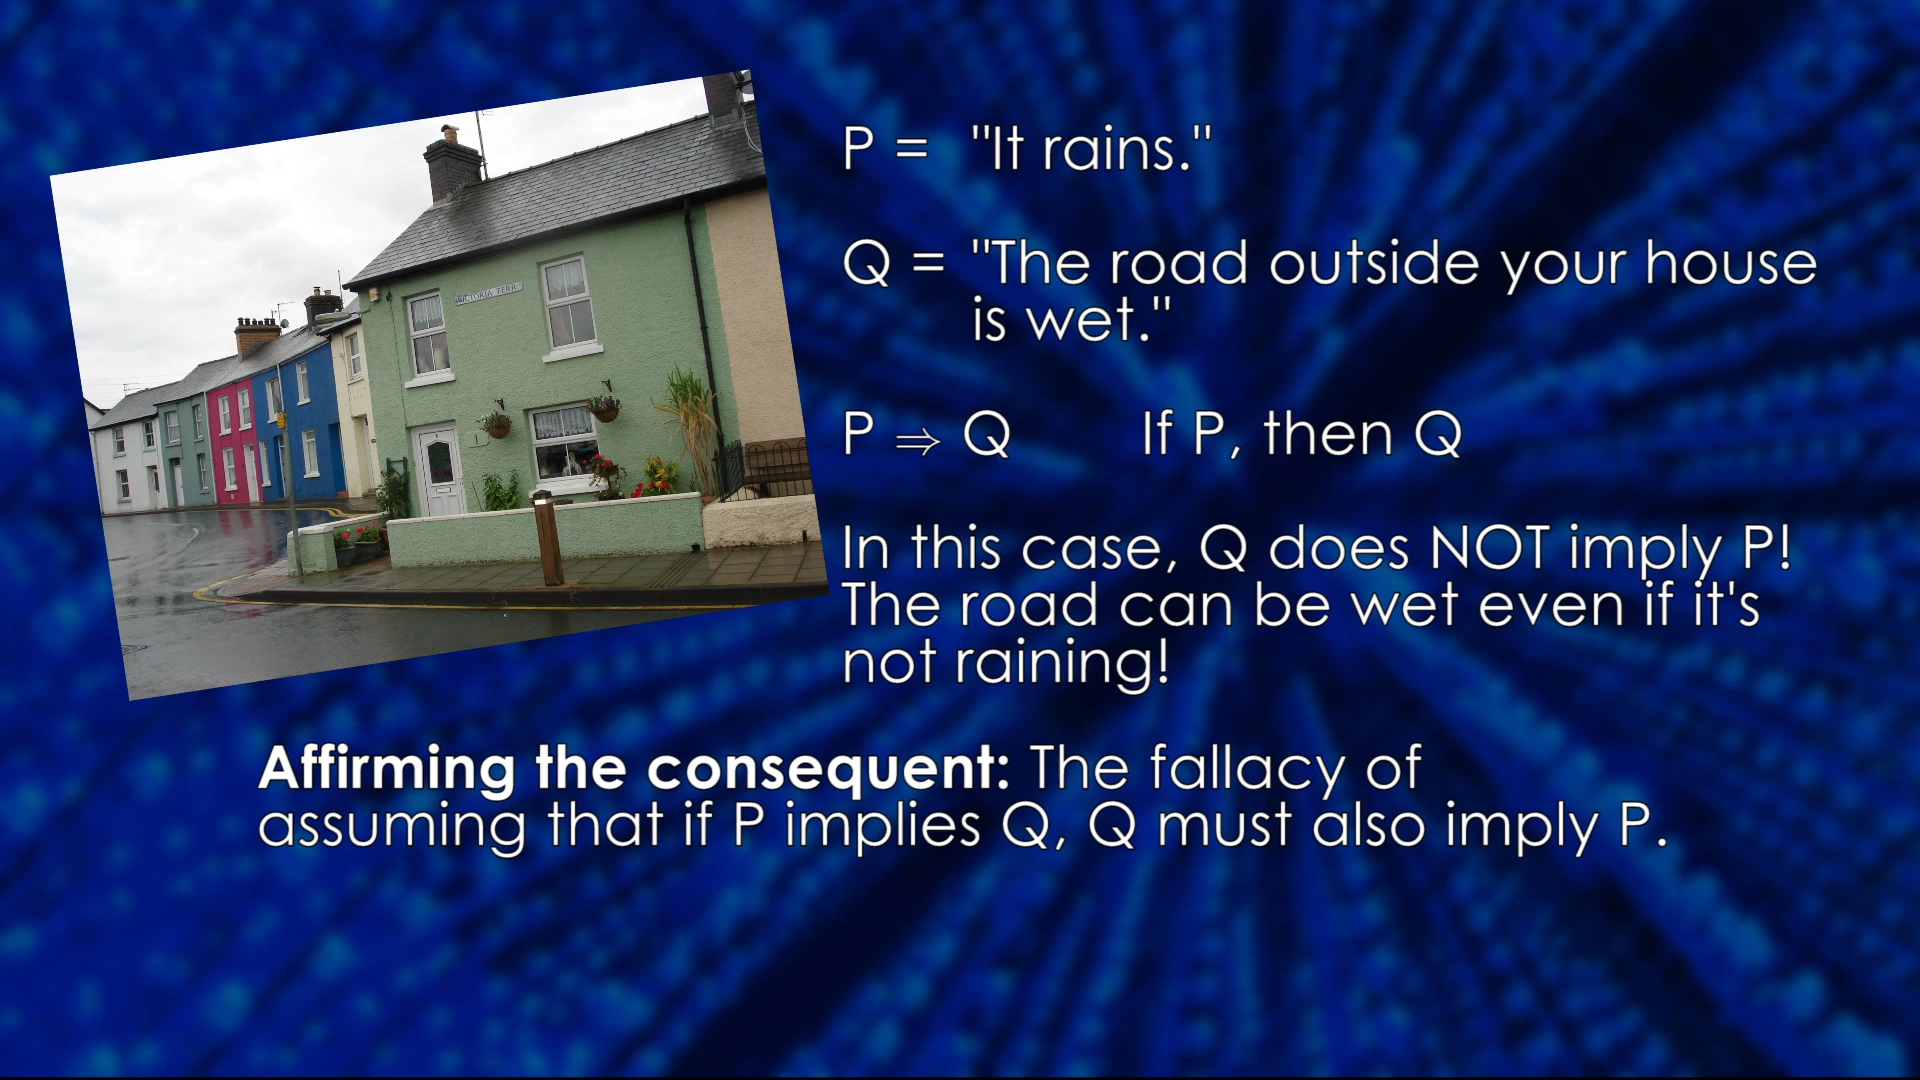 P = "It rains."
Q = "The road outside your house
is wet."
P ⇒ Q If P, then Q
In this case, Q does NOT imply P!
The road can be wet even if it's
not raining!
Affirming the consequent: The fallacy of
assuming that if P implies Q, Q must also imply P.
VICTORIA TERR.